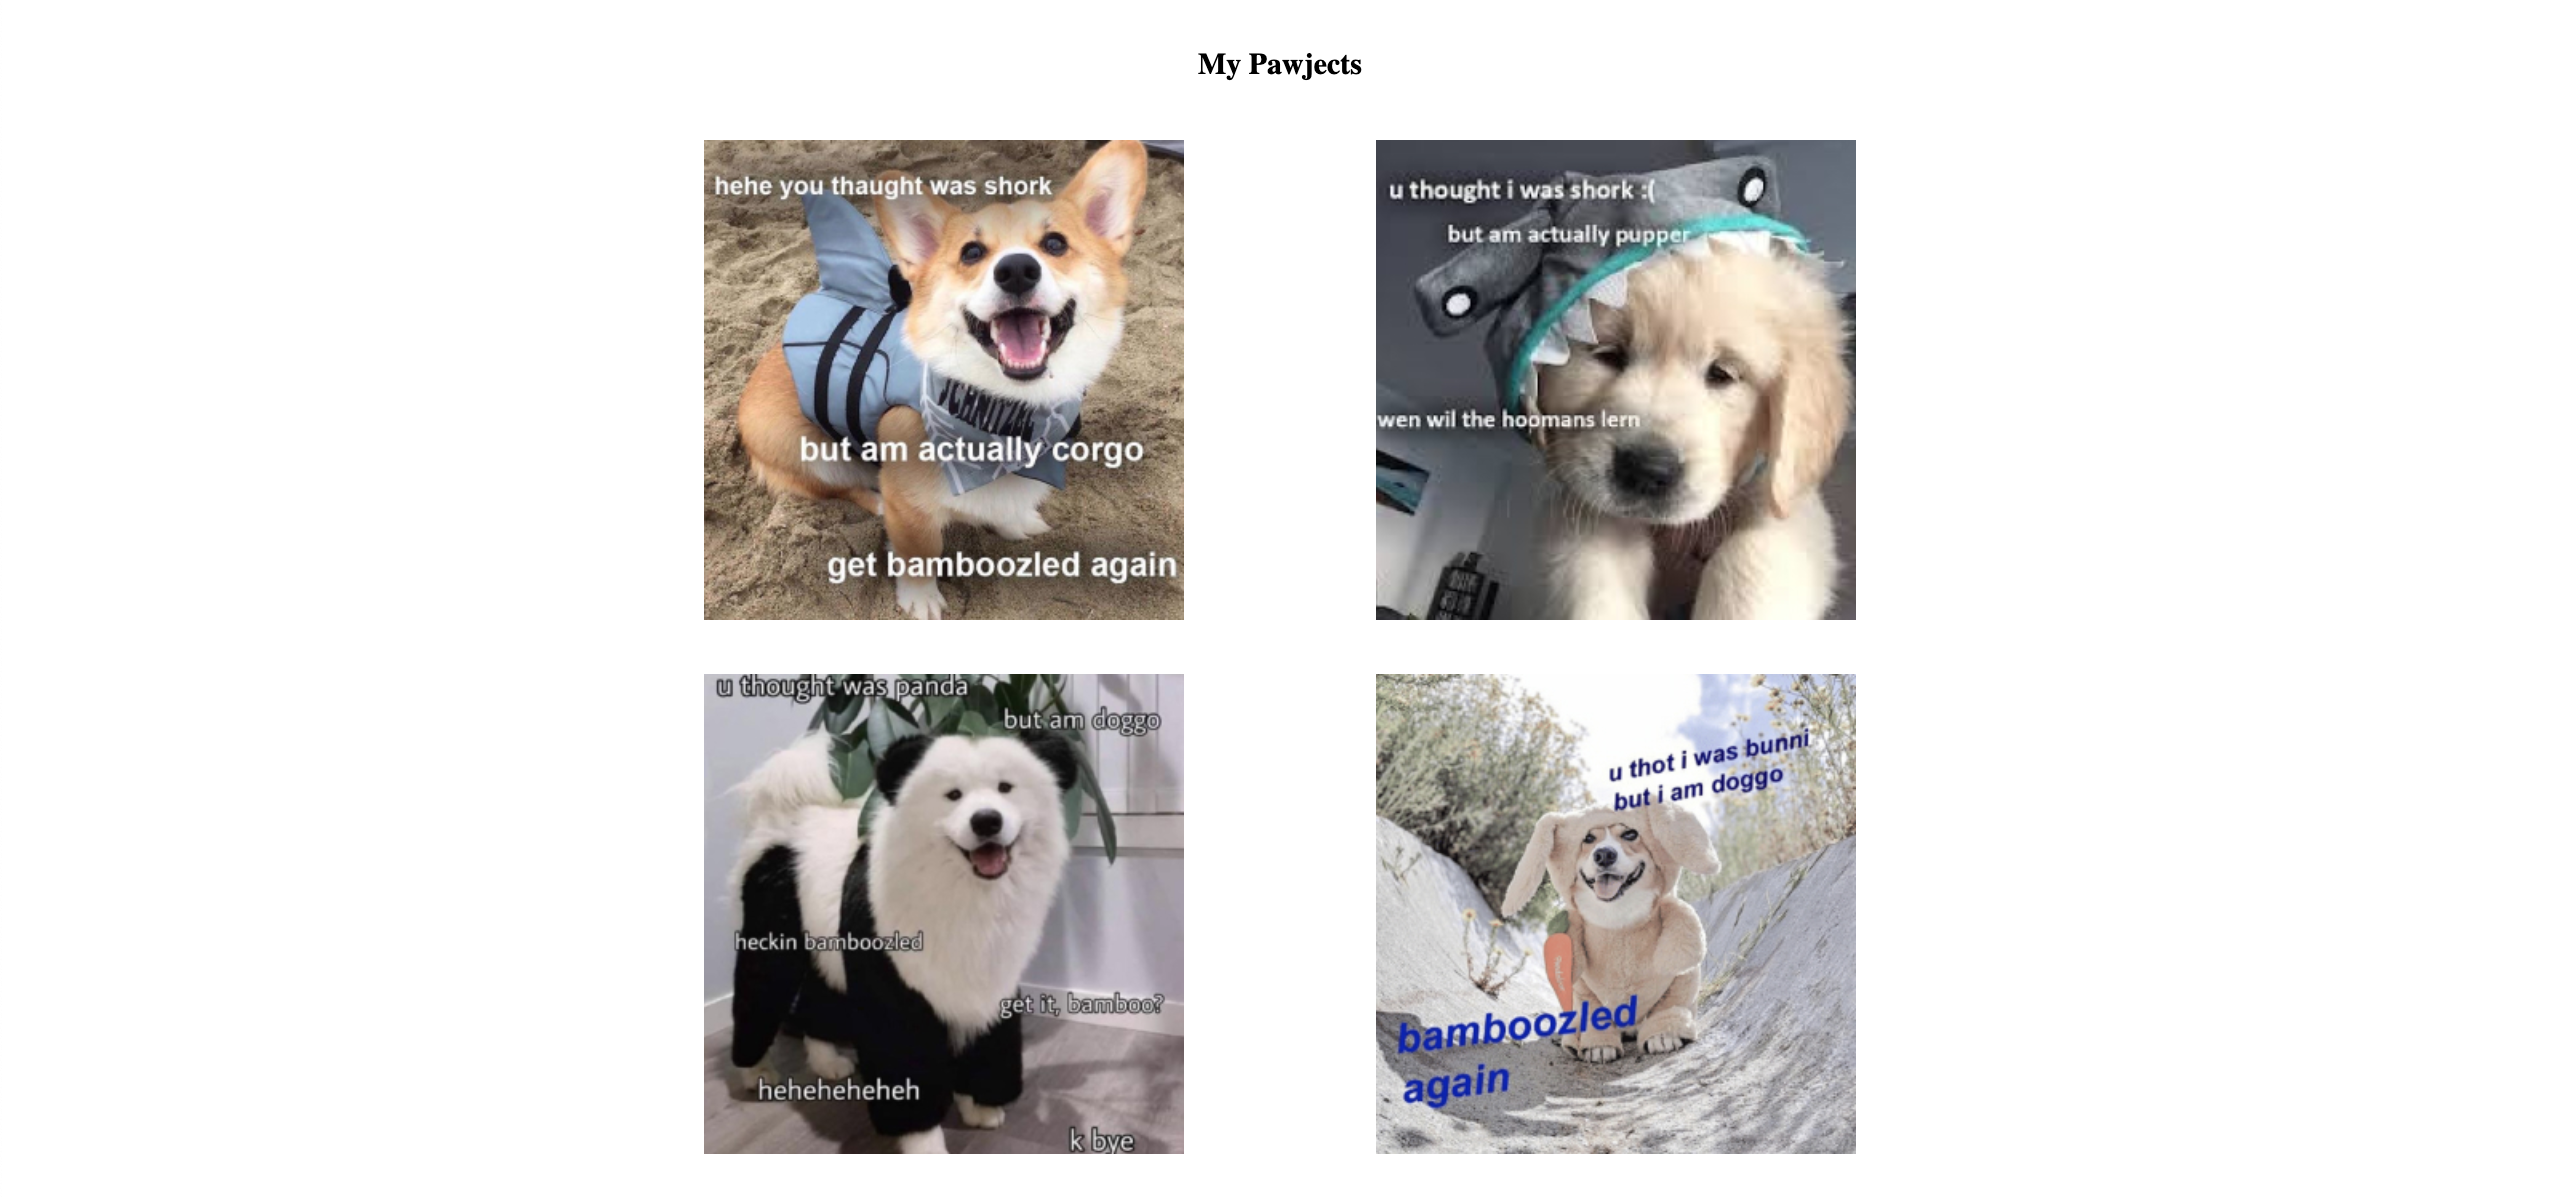 My Pawjects
hehe you thaught was shork
SCHNITZEL
but am actually corgo
get bamboozled again
u thought i was shork :(
but am actually pupper
wen wil the hoomans lern
u thought was panda
but am doggo
heckin bamboozled
get it, bamboo?
heheheheheh
k bye
u thot i was bunni
but i am doggo
bamboozled
again